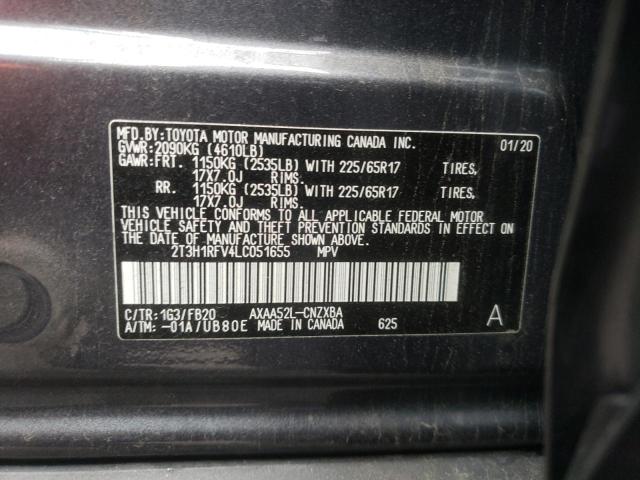 MFD.BY:TOYOTA MOTOR MANUFACTURING CANADA INC. 01/20
GVWR:2090KG (4610LB)
GAWR:FRT. 1150KG (2535LB) WITH 225/65R17 TIRES,
17X7.0J RIMS.
RR. 1150KG (2535LB) WITH 225/65R17 TIRES,
17X7.0J RIMS.
THIS VEHICLE CONFORMS TO ALL APPLICABLE FEDERAL MOTOR
VEHICLE SAFETY AND THEFT PREVENTION STANDARDS IN EFFECT
ON THE DATE OF MANUFACTURE SHOWN ABOVE.
2T3H1RFV4LC051655 MPV
C/TR:1G3/FB20 AXAA52L-CNZXBA
A/TM: -01A/UB80E MADE IN CANADA 625 A